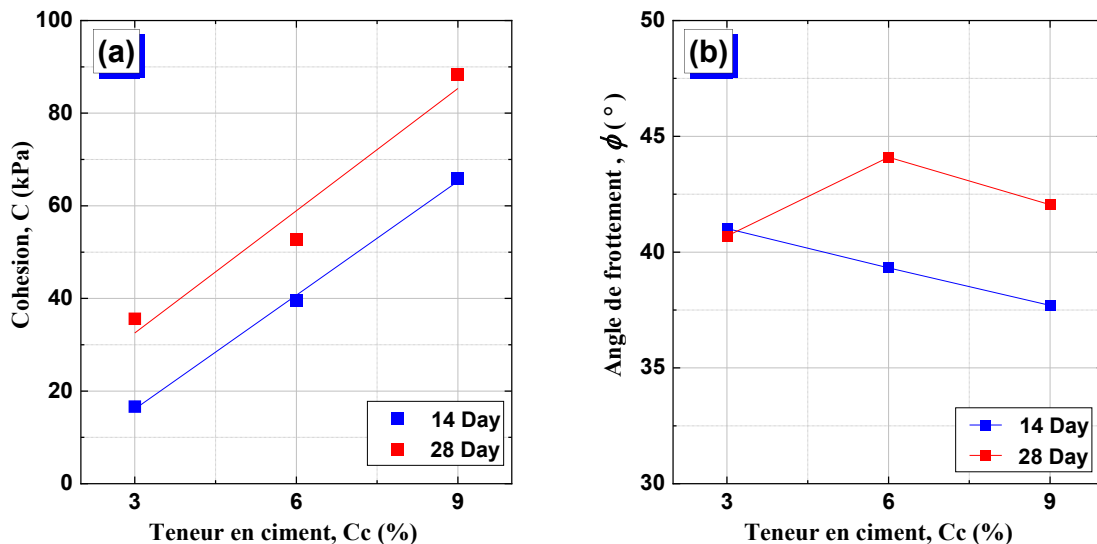 (a)
100
80
60
40
20
0
Cohesion, C (kPa)
3
6
9
Teneur en ciment, Cc (%)
14 Day
28 Day
(b)
50
45
40
35
30
Angle de frottement , ϕ ( ° )
3
6
9
Teneur en ciment, Cc (%)
14 Day
28 Day